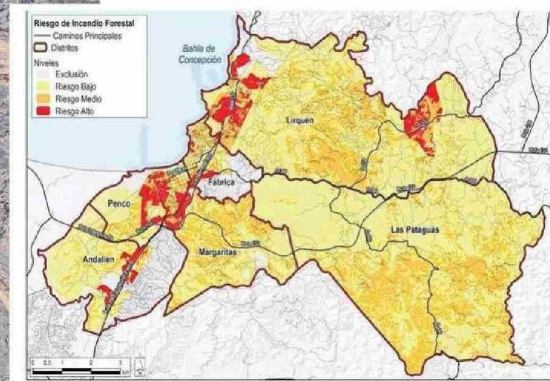 Riesgo de Incendio Forestal
Caminos Principales
Distritos
Niveles
Exclusión
Riesgo Bajo
Riesgo Medio
Riesgo Alto
Bahía de
Concepción
Lirquén
Fábrica
Penco
Las Pataguas
Andalien
Margaritas
0 0.5 1 2 3